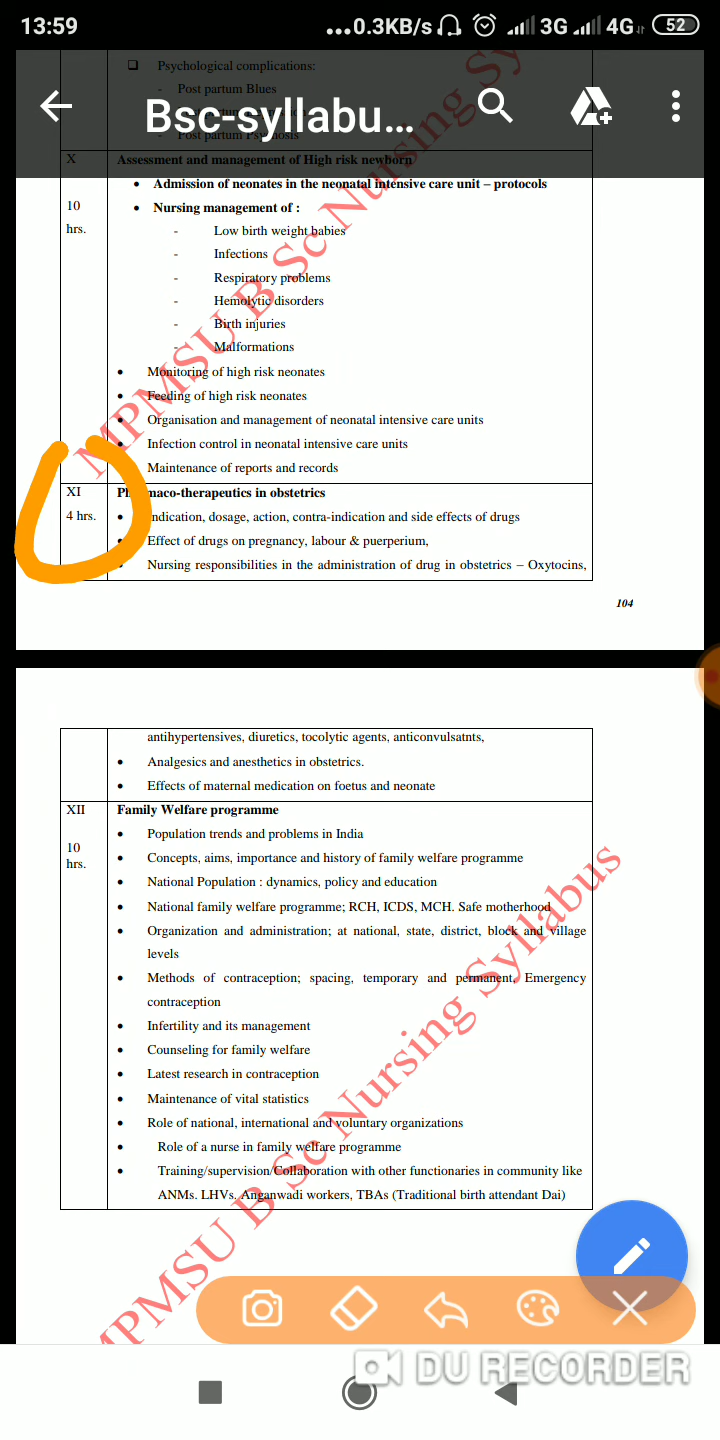 13:59 ...0.3KB/s 3G 4G 52
❑ Psychological complications:
- Post partum Blues
Bsc-syllabu...
- Post partum Psychosis
X Assessment and management of High risk newborn
• Admission of neonates in the neonatal intensive care unit – protocols
10 • Nursing management of :
hrs. - Low birth weight babies
- Infections
- Respiratory problems
- Hemolytic disorders
- Birth injuries
- Malformations
• Monitoring of high risk neonates
• Feeding of high risk neonates
• Organisation and management of neonatal intensive care units
• Infection control in neonatal intensive care units
Maintenance of reports and records
XI in obstetrics
4 hrs. • Indication, dosage, action, contra-indication and side effects of drugs
• Effect of drugs on pregnancy, labour & puerperium,
• Nursing responsibilities in the administration of drug in obstetrics – Oxytocins,
104
antihypertensives, diuretics, tocolytic agents, anticonvulsatnts,
• Analgesics and anesthetics in obstetrics.
• Effects of maternal medication on foetus and neonate
XII Family Welfare programme
• Population trends and problems in India
10
hrs. • Concepts, aims, importance and history of family welfare programme
• National Population : dynamics, policy and education
• National family welfare programme; RCH, ICDS, MCH. Safe motherhood
• Organization and administration; at national, state, district, block and village
levels
• Methods of contraception; spacing, temporary and permanent, Emergency
contraception
• Infertility and its management
• Counseling for family welfare
• Latest research in contraception
• Maintenance of vital statistics
• Role of national, international and voluntary organizations
• Role of a nurse in family welfare programme
• Training/supervision/Collaboration with other functionaries in community like
ANMs. LHVs. Anganwadi workers, TBAs (Traditional birth attendant Dai)
MPMSU B Sc Nursing Sy
MPMSU B Sc Nursing Syllabus
DU RECORDER